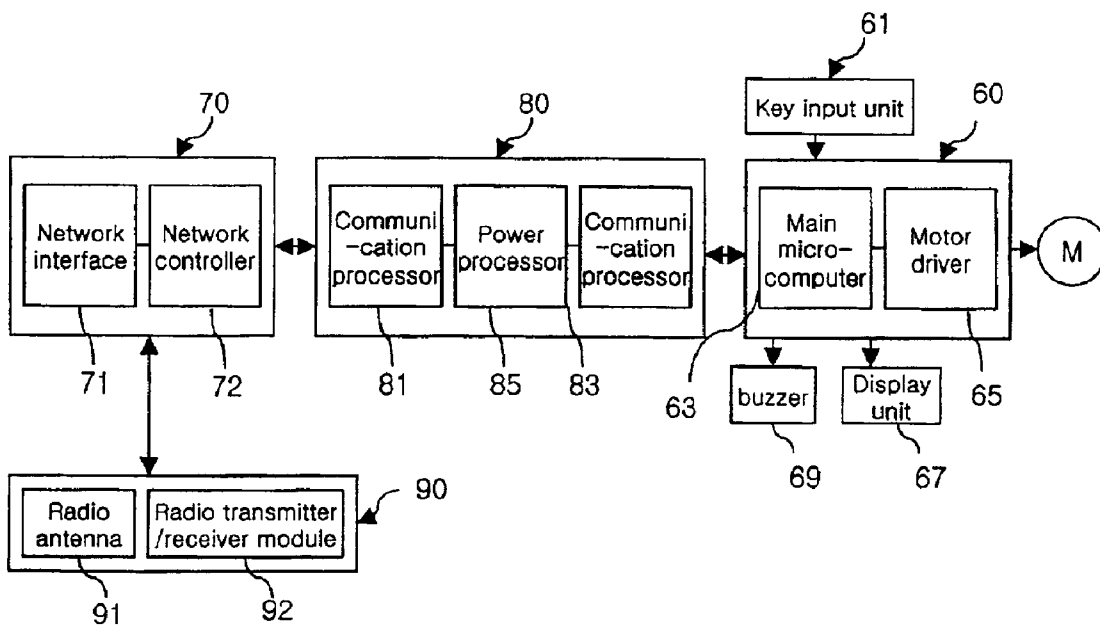 61
Key input unit
60
70
80
Network
interface
Network
controller
Communi
-cation
processor
Power
processor
Communi
-cation
processor
Main
micro-
computer
Motor
driver
M
71
72
81
85
83
63
buzzer
Display
unit
65
69
67
Radio
antenna
Radio transmitter
/receiver module
90
91
92